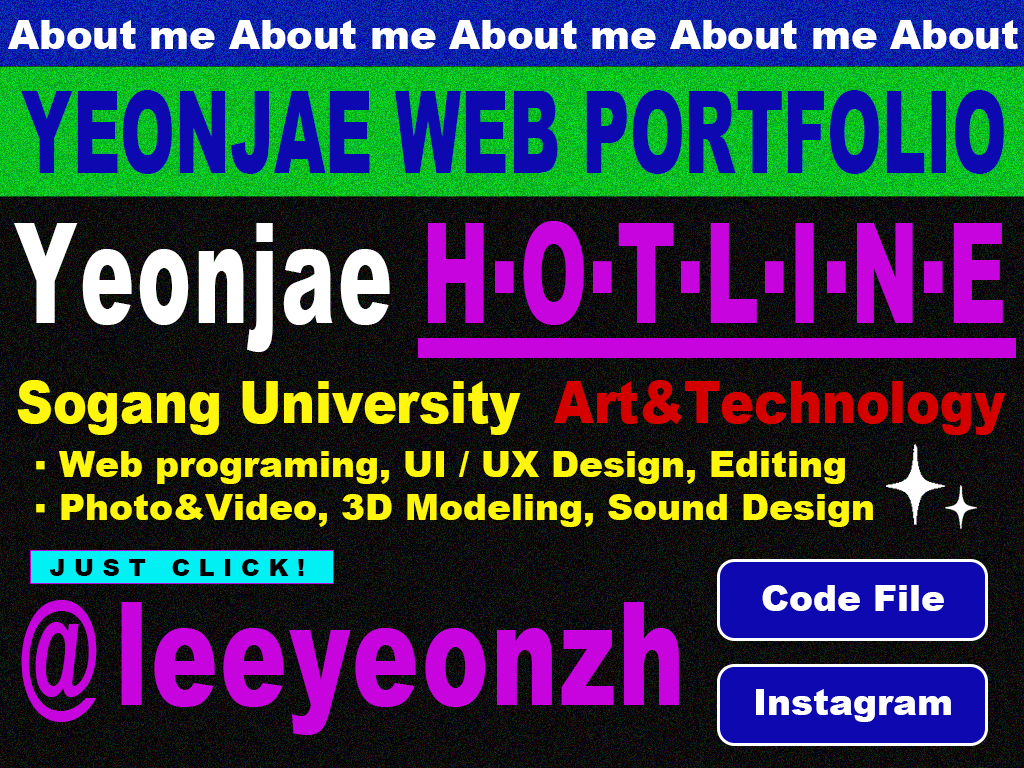 About me About me About me About me About
YEONJAE WEB PORTFOLIO
Yeonjae H·O·T·L·I·N·E
Sogang University Art&Technology
▪ Web programing, UI / UX Design, Editing
▪ Photo&Video, 3D Modeling, Sound Design
JUST CLICK!
@leeyeonzh
Code File
Instagram